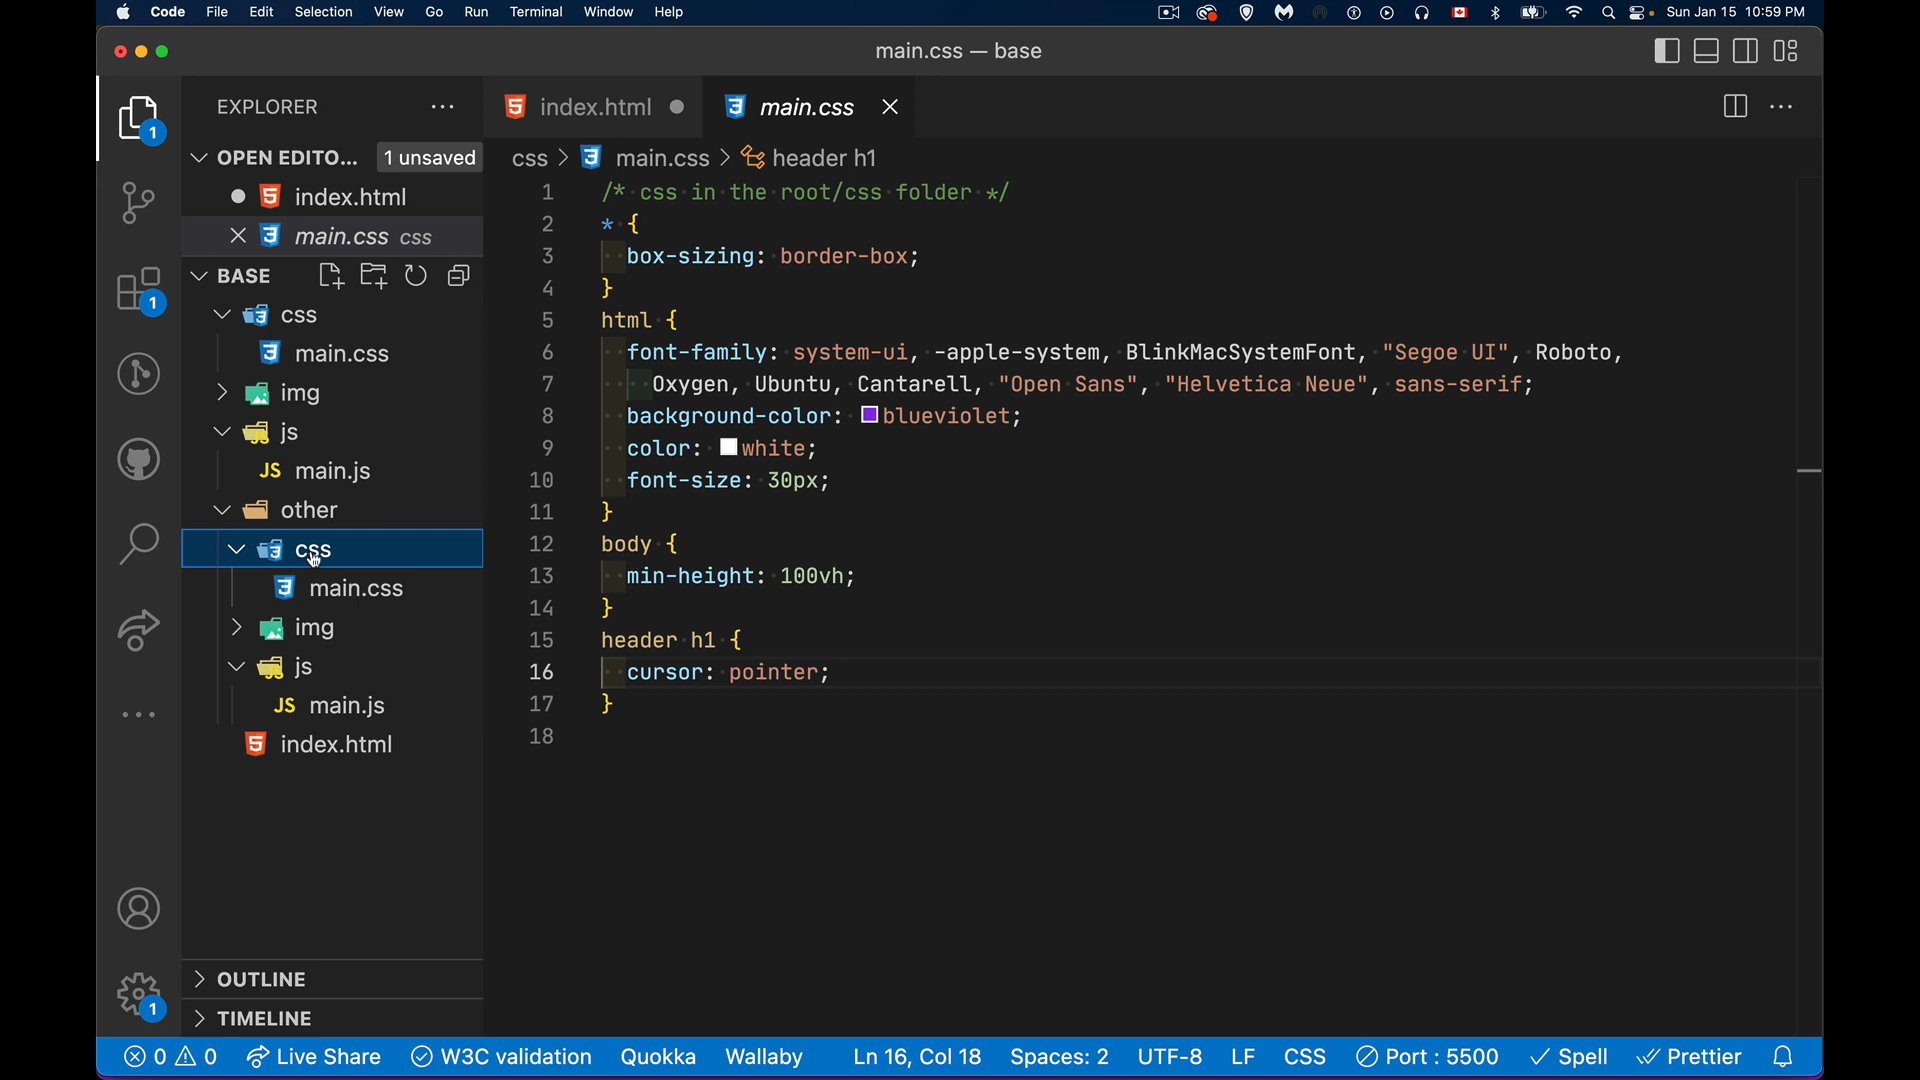 Code File Edit Selection View Go Run Terminal Window Help Sun Jan 15 10:59 PM
main.css — base
EXPLORER
index.html
main.css
OPEN EDITO... 1 unsaved
index.html
main.css css
BASE
css
main.css
img
js
main.js
other
css
main.css
img
js
main.js
index.html
OUTLINE
TIMELINE
1
1
1
css > main.css > header h1
1 /* css in the root/css folder */
2 * {
3 box-sizing: border-box;
4 }
5 html {
6 font-family: system-ui, -apple-system, BlinkMacSystemFont, "Segoe UI", Roboto,
7 Oxygen, Ubuntu, Cantarell, "Open Sans", "Helvetica Neue", sans-serif;
8 background-color: blueviolet;
9 color: white;
10 font-size: 30px;
11 }
12 body {
13 min-height: 100vh;
14 }
15 header h1 {
16 cursor: pointer;
17 }
18
0 0 Live Share W3C validation Quokka Wallaby Ln 16, Col 18 Spaces: 2 UTF-8 LF CSS Port : 5500 Spell Prettier